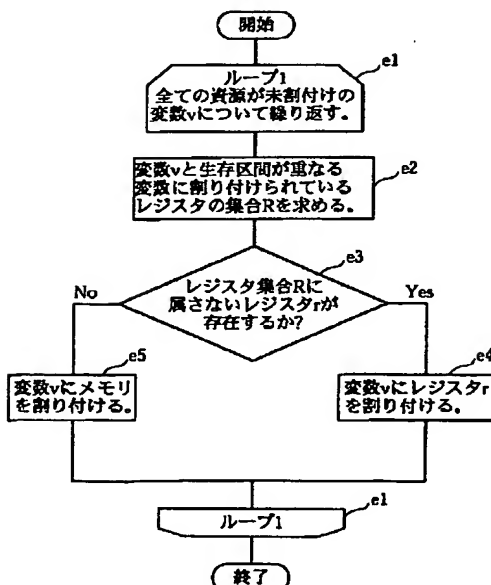 開始
e1
ループ1
全ての資源が未割付けの
変数vについて繰り返す。
e2
変数vと生存区間が重なる
変数に割り付けられている
レジスタの集合Rを求める。
e3
No
レジスタ集合Rに
属さないレジスタrが
存在するか?
Yes
e5
変数vにメモリ
を割り付ける。
e4
変数vにレジスタr
を割り付ける。
e1
ループ1
終了